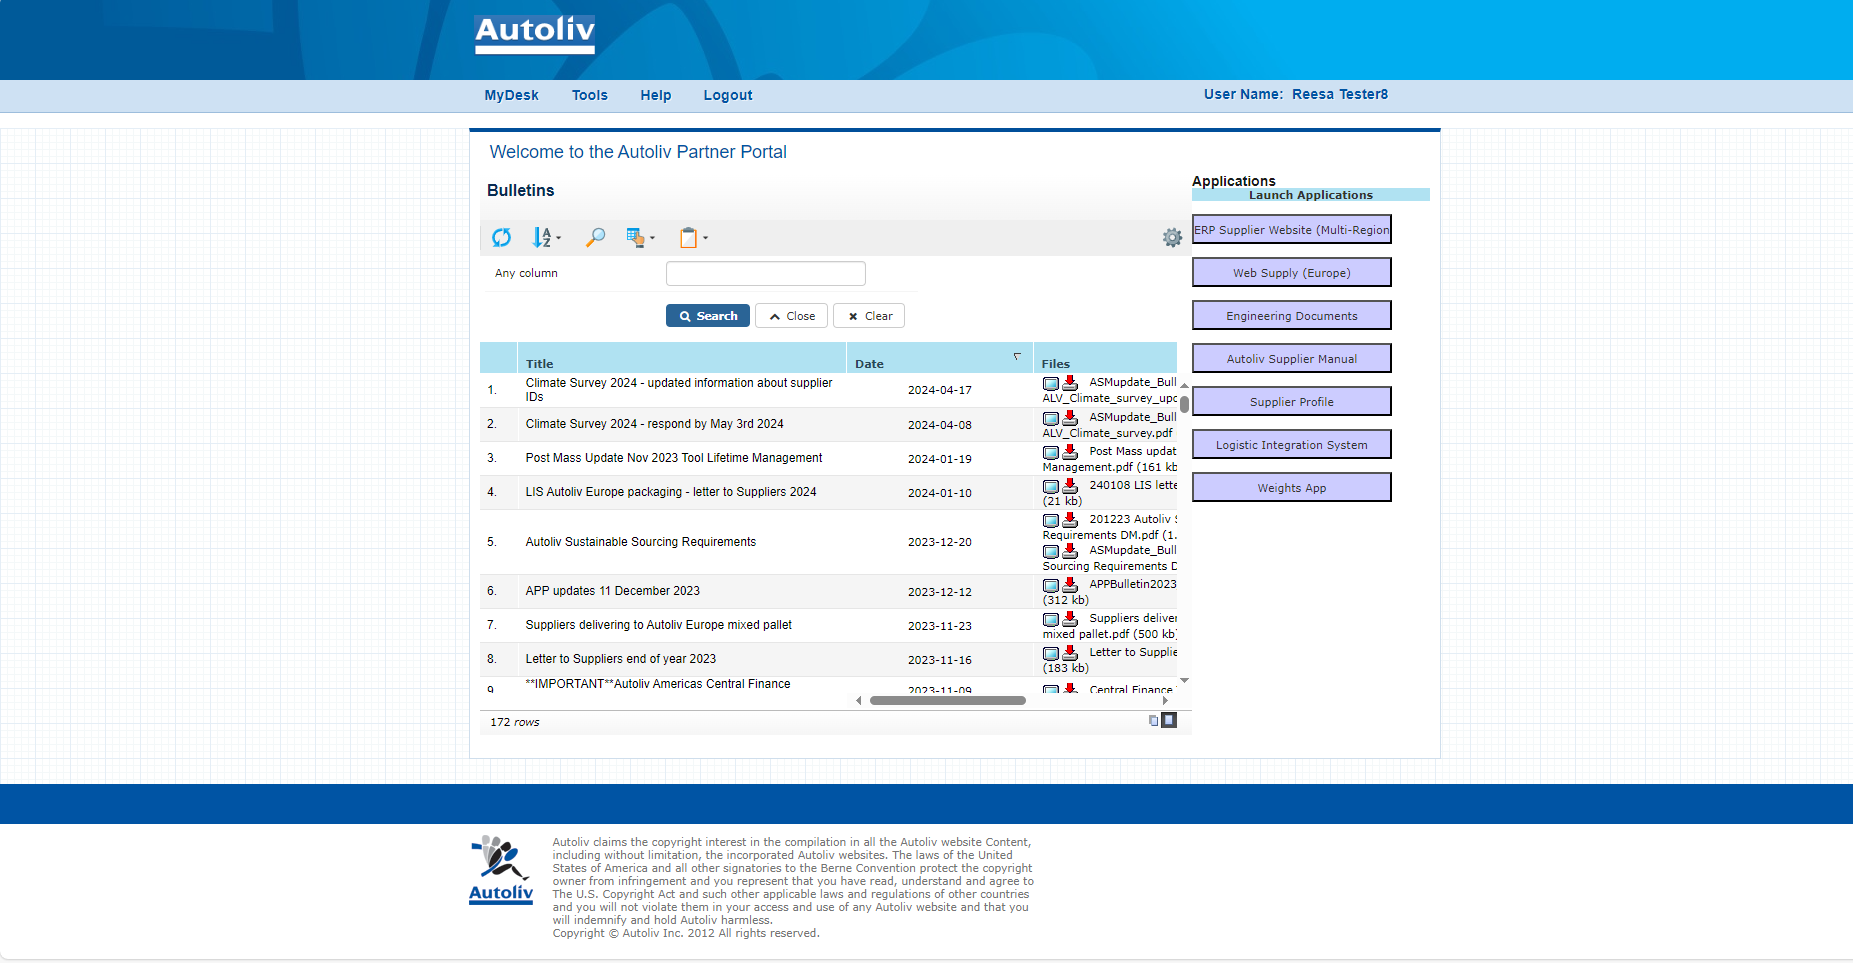 Autoliv
MyDesk Tools Help Logout User Name: Reesa Tester8
Welcome to the Autoliv Partner Portal
Bulletins
Any column
Search Close Clear
Title Date Files
1. Climate Survey 2024 - updated information about supplier IDs 2024-04-17 ASMupdate_Bull
ALV_Climate_survey_upd
2. Climate Survey 2024 - respond by May 3rd 2024 2024-04-08 ASMupdate_Bull
ALV_Climate_survey.pdf
3. Post Mass Update Nov 2023 Tool Lifetime Management 2024-01-19 Post Mass updat
Management.pdf (161 kb
4. LIS Autoliv Europe packaging - letter to Suppliers 2024 2024-01-10 240108 LIS lette
(21 kb)
5. Autoliv Sustainable Sourcing Requirements 2023-12-20 201223 Autoliv S
Requirements DM.pdf (1.
ASMupdate_Bull
Sourcing Requirements D
6. APP updates 11 December 2023 2023-12-12 APPBulletin2023
(312 kb)
7. Suppliers delivering to Autoliv Europe mixed pallet 2023-11-23 Suppliers deliver
mixed pallet.pdf (500 kb)
8. Letter to Suppliers end of year 2023 2023-11-16 Letter to Supplie
(183 kb)
9 **IMPORTANT**Autoliv Americas Central Finance 2023-11-09 Central Finance
172 rows
Applications
Launch Applications
ERP Supplier Website (Multi-Region
Web Supply (Europe)
Engineering Documents
Autoliv Supplier Manual
Supplier Profile
Logistic Integration System
Weights App
Autoliv
Autoliv claims the copyright interest in the compilation in all the Autoliv website Content,
including without limitation, the incorporated Autoliv websites. The laws of the United
States of America and all other signatories to the Berne Convention protect the copyright
owner from infringement and you represent that you have read, understand and agree to
The U.S. Copyright Act and such other applicable laws and regulations of other countries
and you will not violate them in your access and use of any Autoliv website and that you
will indemnify and hold Autoliv harmless.
Copyright © Autoliv Inc. 2012 All rights reserved.